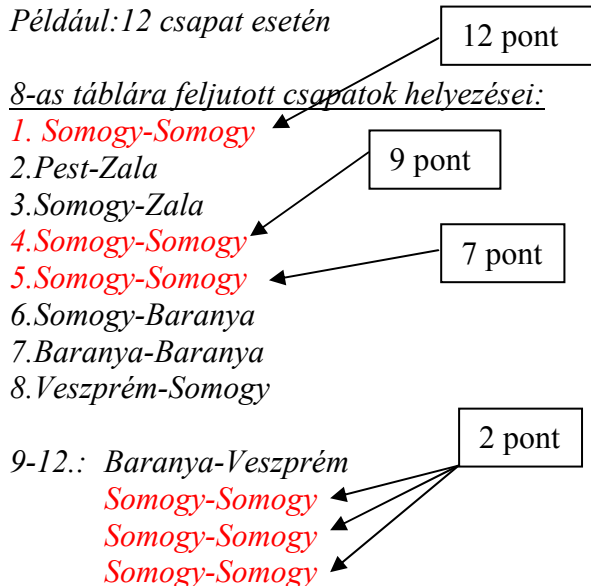 Például:12 csapat esetén
12 pont
8-as táblára feljutott csapatok helyezései:
1. Somogy-Somogy
2.Pest-Zala
9 pont
3.Somogy-Zala
4.Somogy-Somogy
5.Somogy-Somogy
7 pont
6.Somogy-Baranya
7.Baranya-Baranya
8.Veszprém-Somogy
2 pont
9-12.: Baranya-Veszprém
Somogy-Somogy
Somogy-Somogy
Somogy-Somogy